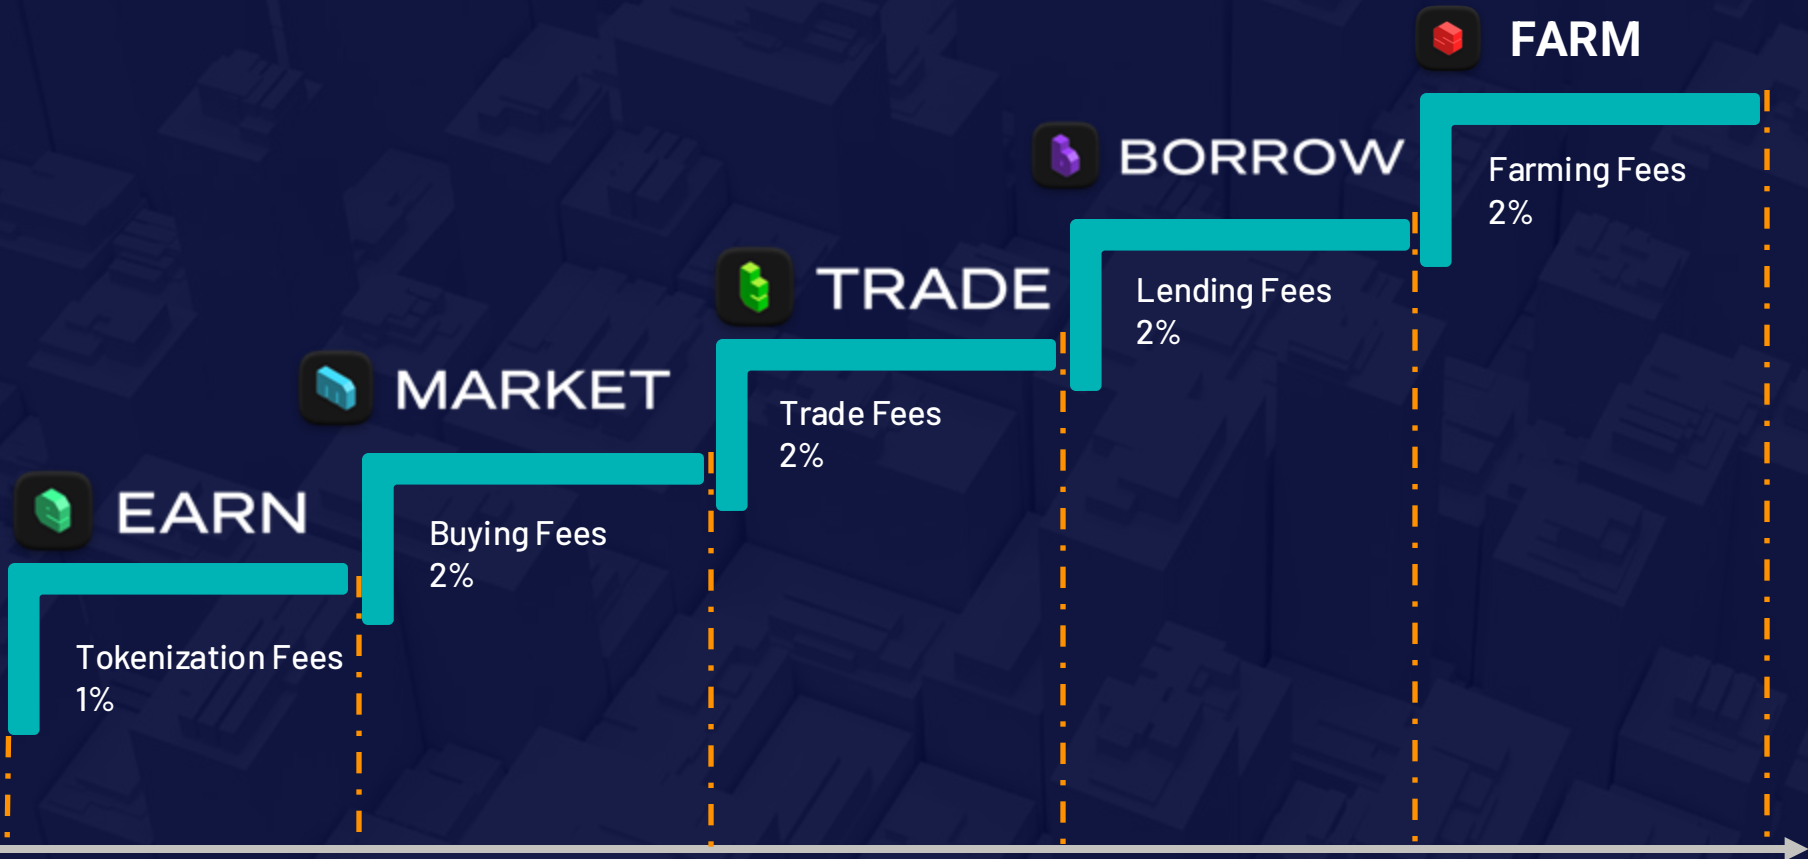 FARM
Farming Fees
2%
BORROW
Lending Fees
2%
TRADE
Trade Fees
2%
MARKET
Buying Fees
2%
EARN
Tokenization Fees
1%